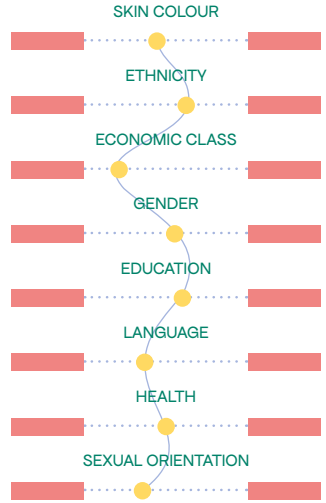 SKIN COLOUR
ETHNICITY
ECONOMIC CLASS
GENDER
EDUCATION
LANGUAGE
HEALTH
SEXUAL ORIENTATION